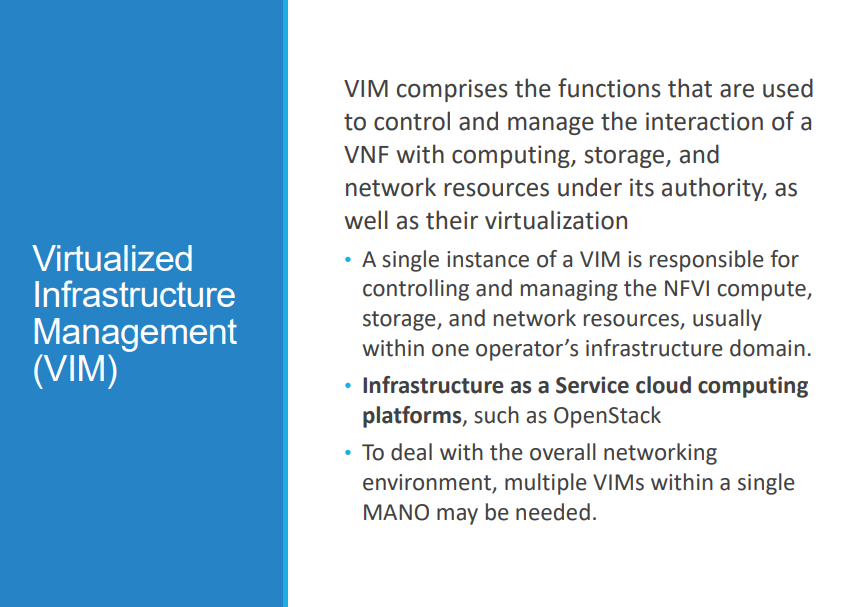 Virtualized
Infrastructure
Management
(VIM)
VIM comprises the functions that are used
to control and manage the interaction of a
VNF with computing, storage, and
network resources under its authority, as
well as their virtualization
• A single instance of a VIM is responsible for
controlling and managing the NFVI compute,
storage, and network resources, usually
within one operator’s infrastructure domain.
• Infrastructure as a Service cloud computing
platforms, such as OpenStack
• To deal with the overall networking
environment, multiple VIMs within a single
MANO may be needed.